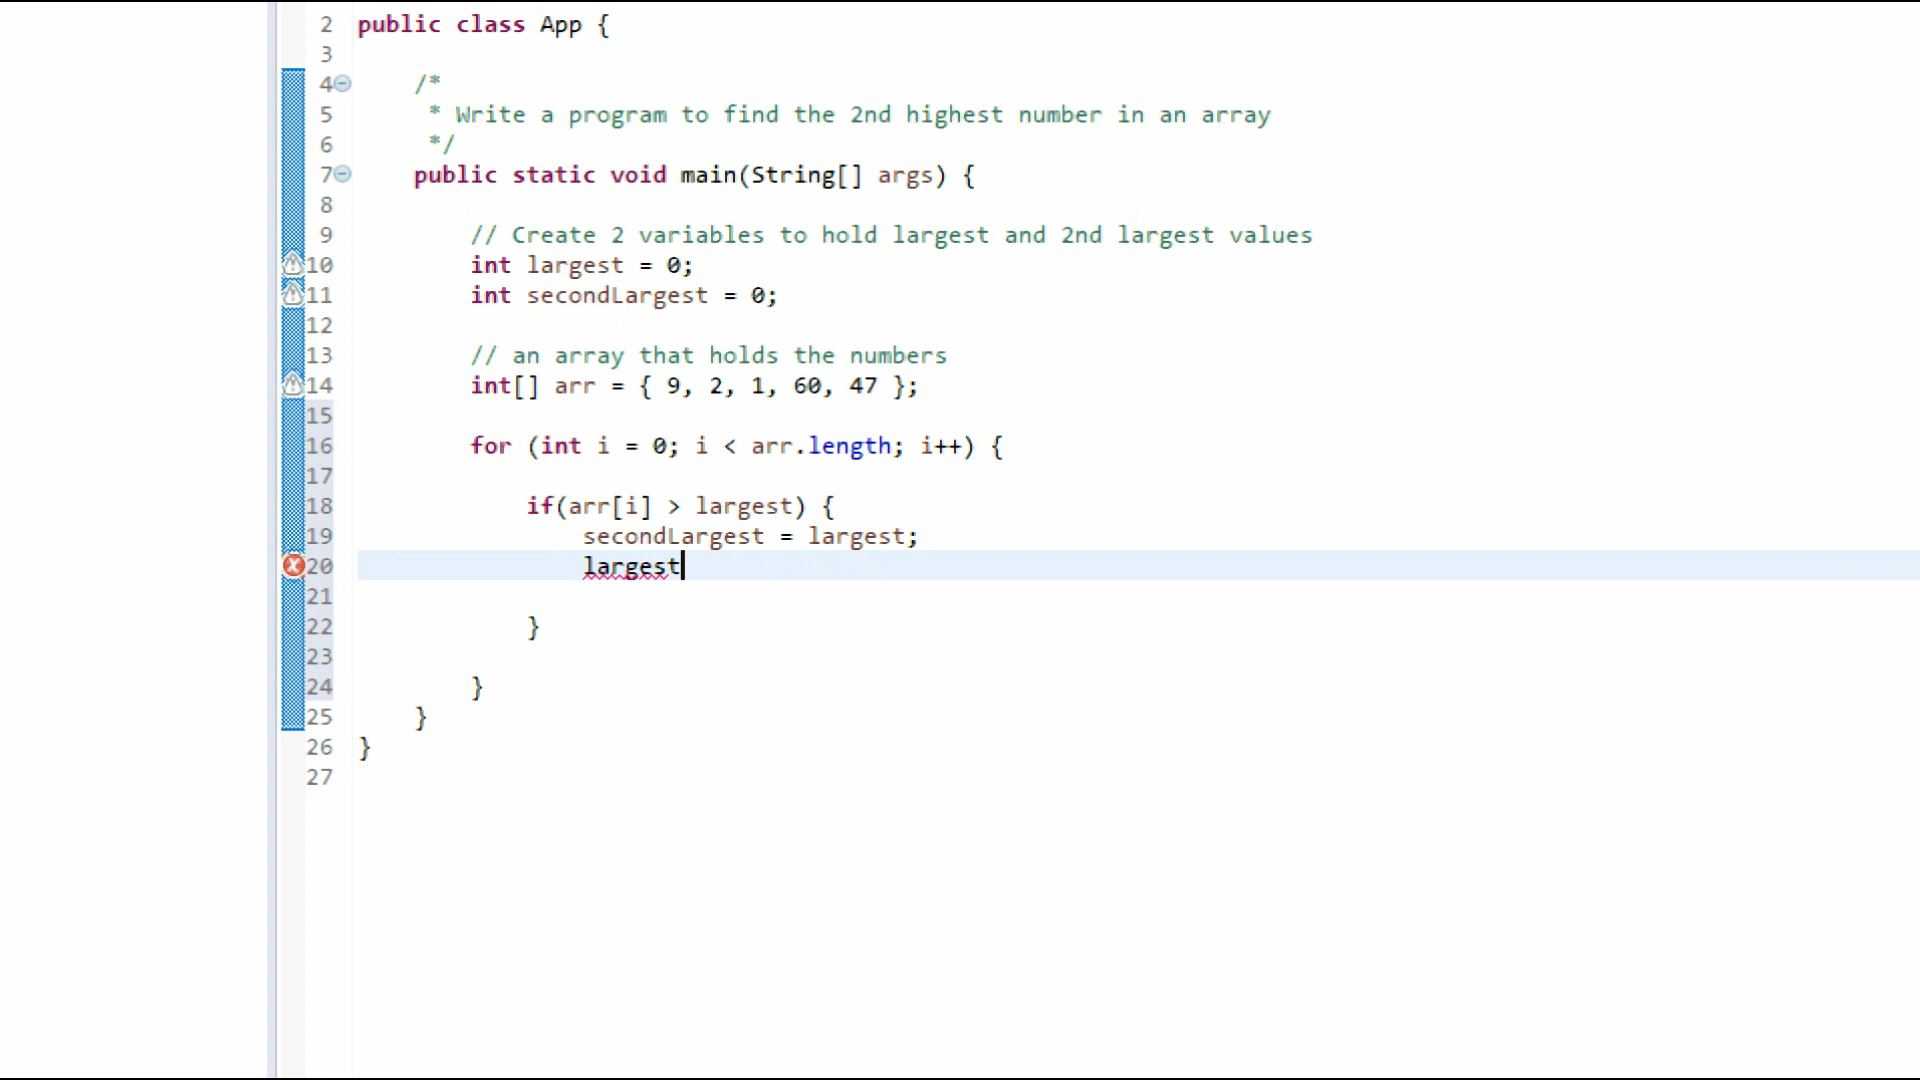 2 public class App {
3
4 /*
5 * Write a program to find the 2nd highest number in an array
6 */
7 public static void main(String[] args) {
8
9 // Create 2 variables to hold largest and 2nd largest values
10 int largest = 0;
11 int secondLargest = 0;
12
13 // an array that holds the numbers
14 int[] arr = { 9, 2, 1, 60, 47 };
15
16 for (int i = 0; i < arr.length; i++) {
17
18 if(arr[i] > largest) {
19 secondLargest = largest;
20 largest
21
22 }
23
24 }
25 }
26 }
27